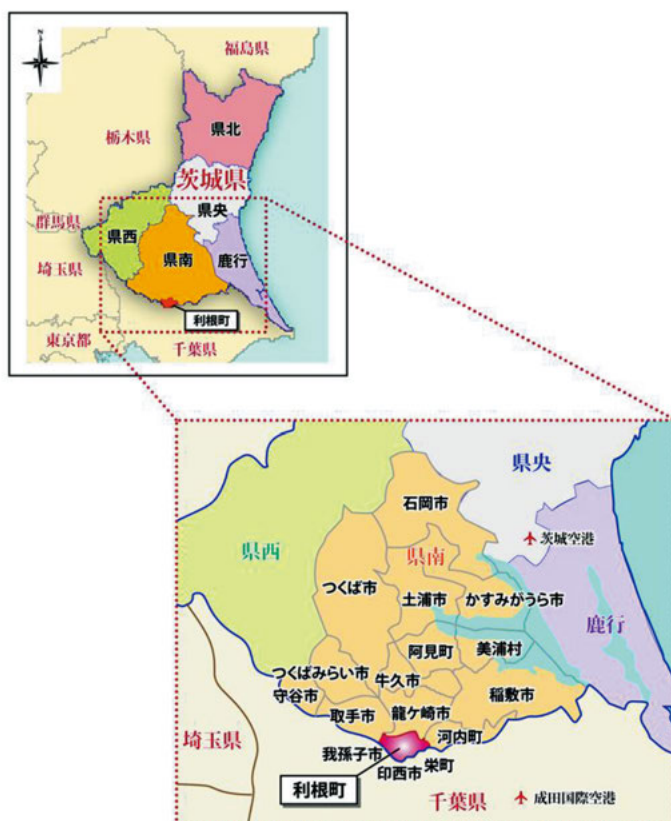 福島県
栃木県
県北
茨城県
県央
群馬県
県西
県南
鹿行
埼玉県
利根町
東京都
千葉県
県央
石岡市
茨城空港
県西
県南
つくば市
土浦市
かすみがうら市
鹿行
阿見町
美浦村
つくばみらい市
牛久市
守谷市
稲敷市
取手市
龍ケ崎市
河内町
埼玉県
我孫子市
栄町
印西市
利根町
千葉県
成田国際空港